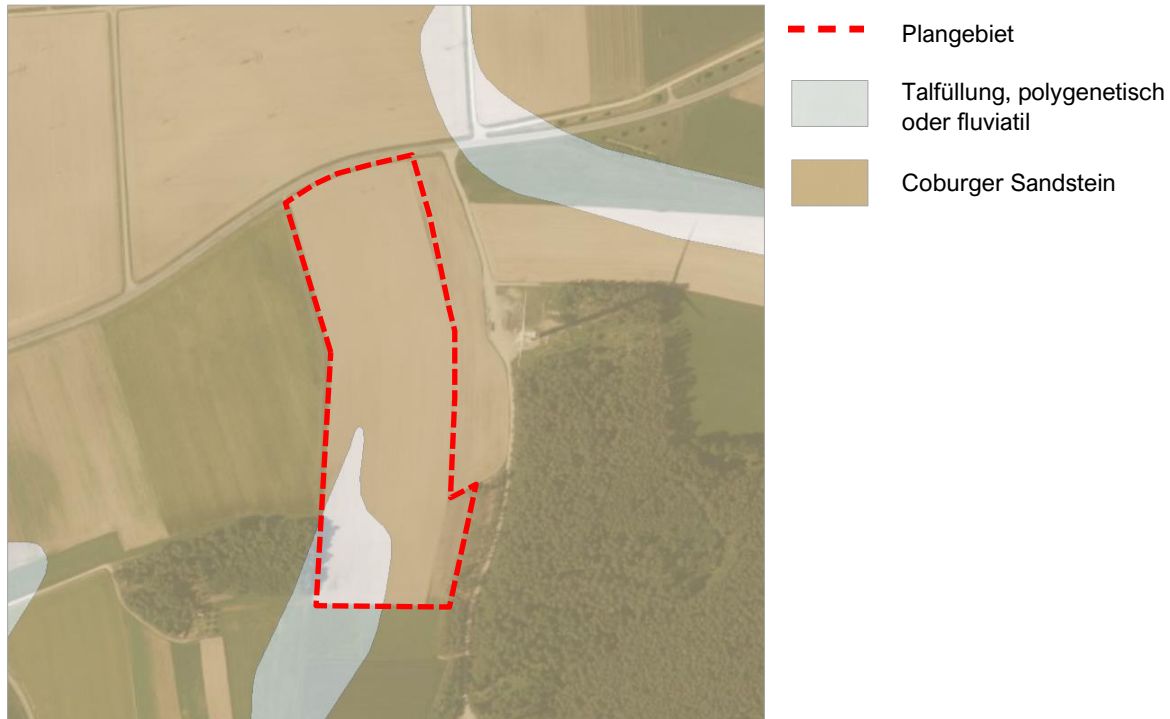 Plangebiet
Talfüllung, polygenetisch
oder fluviatil
Coburger Sandstein